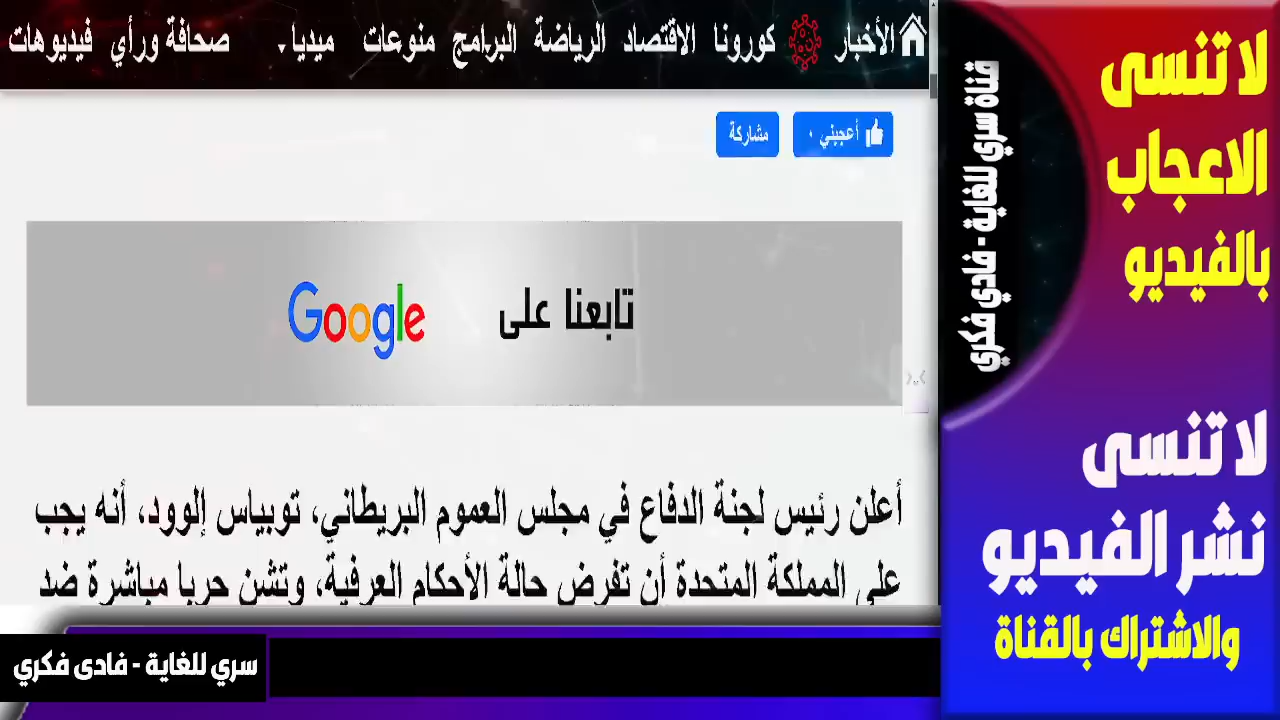 الأخبار كورونا الاقتصاد الرياضة البرامج منوعات ميديا صحافة ورأي فيديوهات
أعجبني ٠ مشاركة
تابعنا على Google
أعلن رئيس لجنة الدفاع في مجلس العموم البريطاني، توبياس إلوود، أنه يجب
على المملكة المتحدة أن تفرض حالة الأحكام العرفية، وتشن حربا مباشرة ضد
لا تنسى
الاعجاب
بالفيديو
قناة سري للغاية - فادي فكري
لا تنسى
نشر الفيديو
والاشتراك بالقناة
سري للغاية - فادى فكري